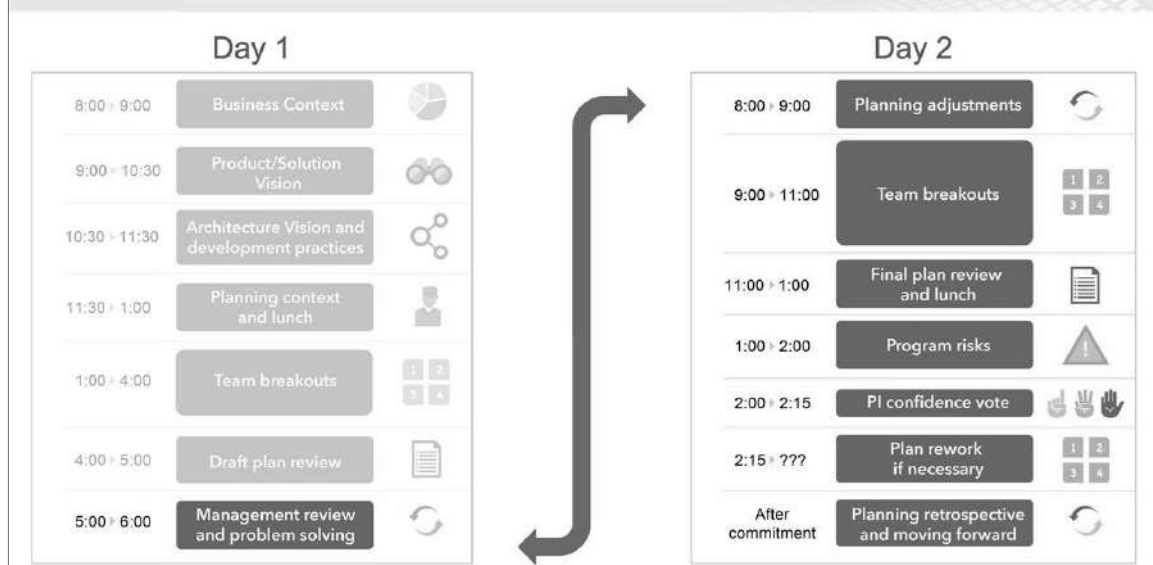 Day 1
8:00 ▸ 9:00 Business Context
9:00 ▸ 10:30 Product/Solution
Vision
10:30 ▸ 11:30 Architecture Vision and
development practices
11:30 ▸ 1:00 Planning context
and lunch
1:00 ▸ 4:00 Team breakouts
1 2
3 4
4:00 ▸ 5:00 Draft plan review
5:00 ▸ 6:00 Management review
and problem solving
Day 2
8:00 ▸ 9:00 Planning adjustments
9:00 ▸ 11:00 Team breakouts
1 2
3 4
11:00 ▸ 1:00 Final plan review
and lunch
1:00 ▸ 2:00 Program risks
!
2:00 ▸ 2:15 PI confidence vote
2:15 ▸ ??? Plan rework
if necessary
1 2
3 4
After
commitment
Planning retrospective
and moving forward